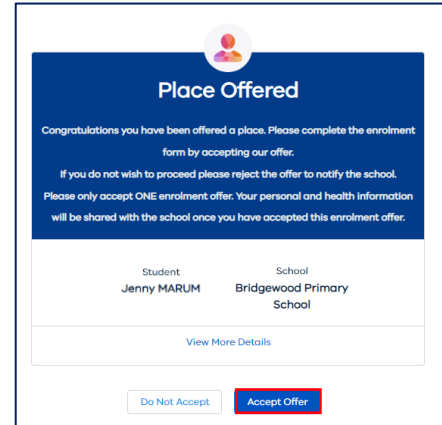 Place Offered
Congratulations you have been offered a place. Please complete the enrolment
form by accepting our offer.
If you do not wish to proceed please reject the offer to notify the school.
Please only accept ONE enrolment offer. Your personal and health information
will be shared with the school once you have accepted this enrolment offer.
Student
Jenny MARUM
School
Bridgewood Primary
School
View More Details
Do Not Accept
Accept Offer